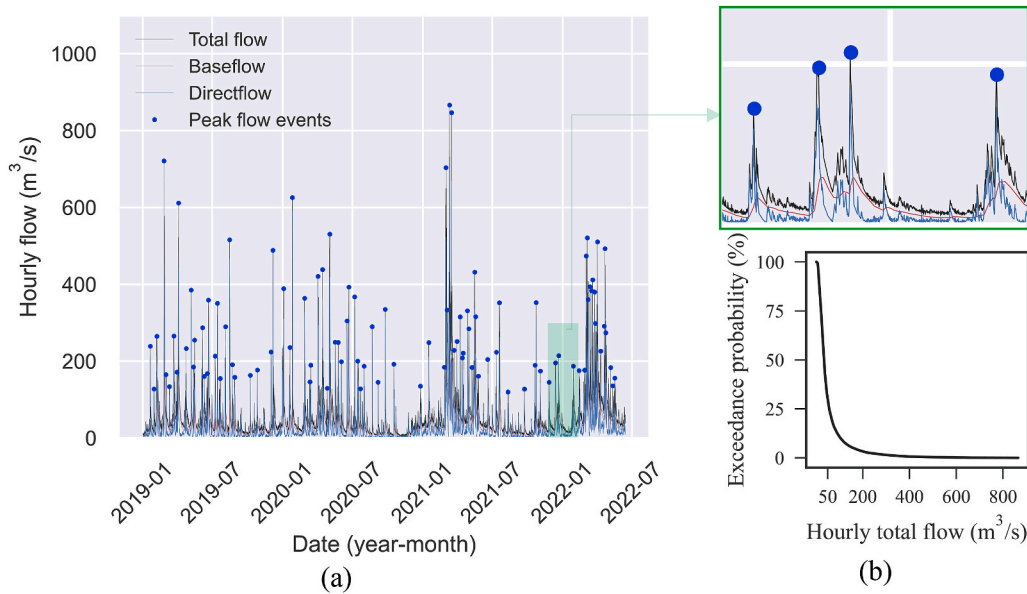 Hourly flow (m³/s)
1000
800
600
400
200
0
Total flow
Baseflow
Directflow
Peak flow events
2019-01
2019-07
2020-01
2020-07
2021-01
2021-07
2022-01
2022-07
Date (year-month)
(a)
Exceedance probability (%)
100
75
50
25
0
50
200
400
600
800
Hourly total flow (m³/s)
(b)